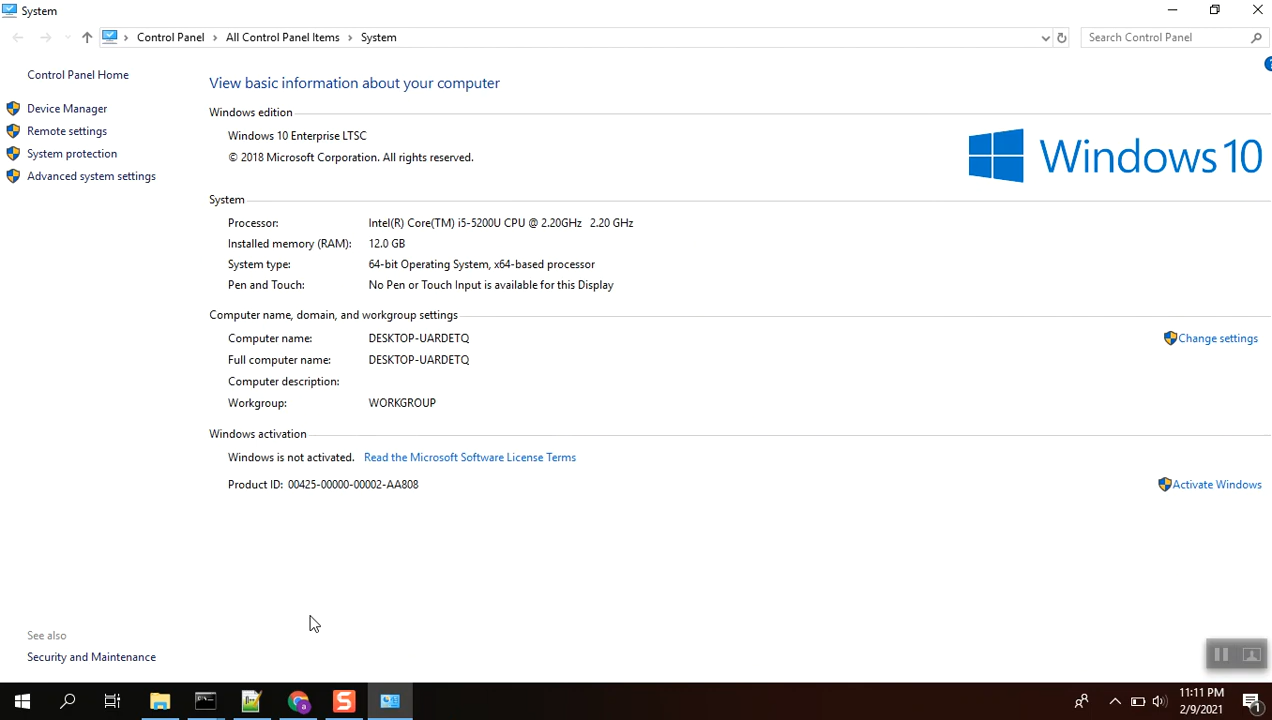 System
Control Panel › All Control Panel Items › System
Search Control Panel
Control Panel Home
Device Manager
Remote settings
System protection
Advanced system settings
View basic information about your computer
Windows edition
Windows 10 Enterprise LTSC
© 2018 Microsoft Corporation. All rights reserved.
Windows 10
System
Processor: Intel(R) Core(TM) i5-5200U CPU @ 2.20GHz 2.20 GHz
Installed memory (RAM): 12.0 GB
System type: 64-bit Operating System, x64-based processor
Pen and Touch: No Pen or Touch Input is available for this Display
Computer name, domain, and workgroup settings
Computer name: DESKTOP-UARDETQ
Change settings
Full computer name: DESKTOP-UARDETQ
Computer description:
Workgroup: WORKGROUP
Windows activation
Windows is not activated. Read the Microsoft Software License Terms
Product ID: 00425-00000-00002-AA808
Activate Windows
See also
Security and Maintenance
11:11 PM
2/9/2021
1